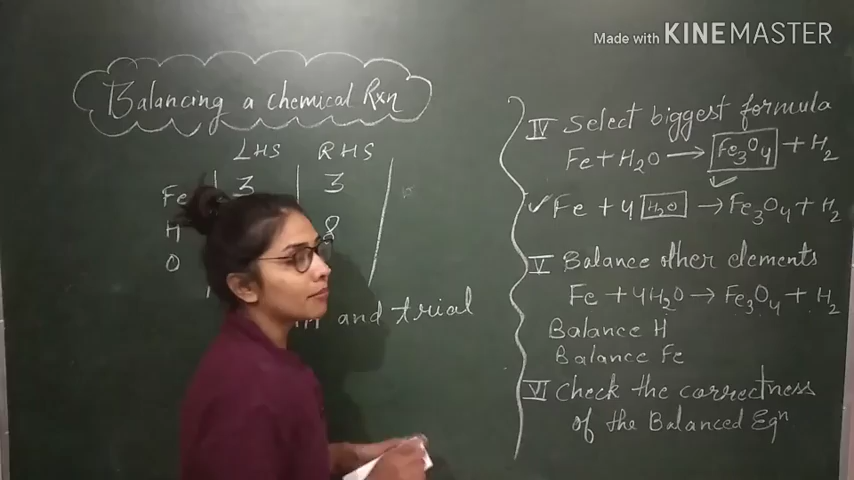 Made with KINEMASTER
Balancing a chemical Rxn
LHS RHS
Fe 3 3
H 8
O
and trial
IV Select biggest formula
Fe + H₂O → Fe₃O₄ + H₂
✓ Fe + 4 H₂O → Fe₃O₄ + H₂
V Balance other elements
Fe + 4H₂O → Fe₃O₄ + H₂
Balance H
Balance Fe
VI Check the correctness
of the Balanced Eqⁿ